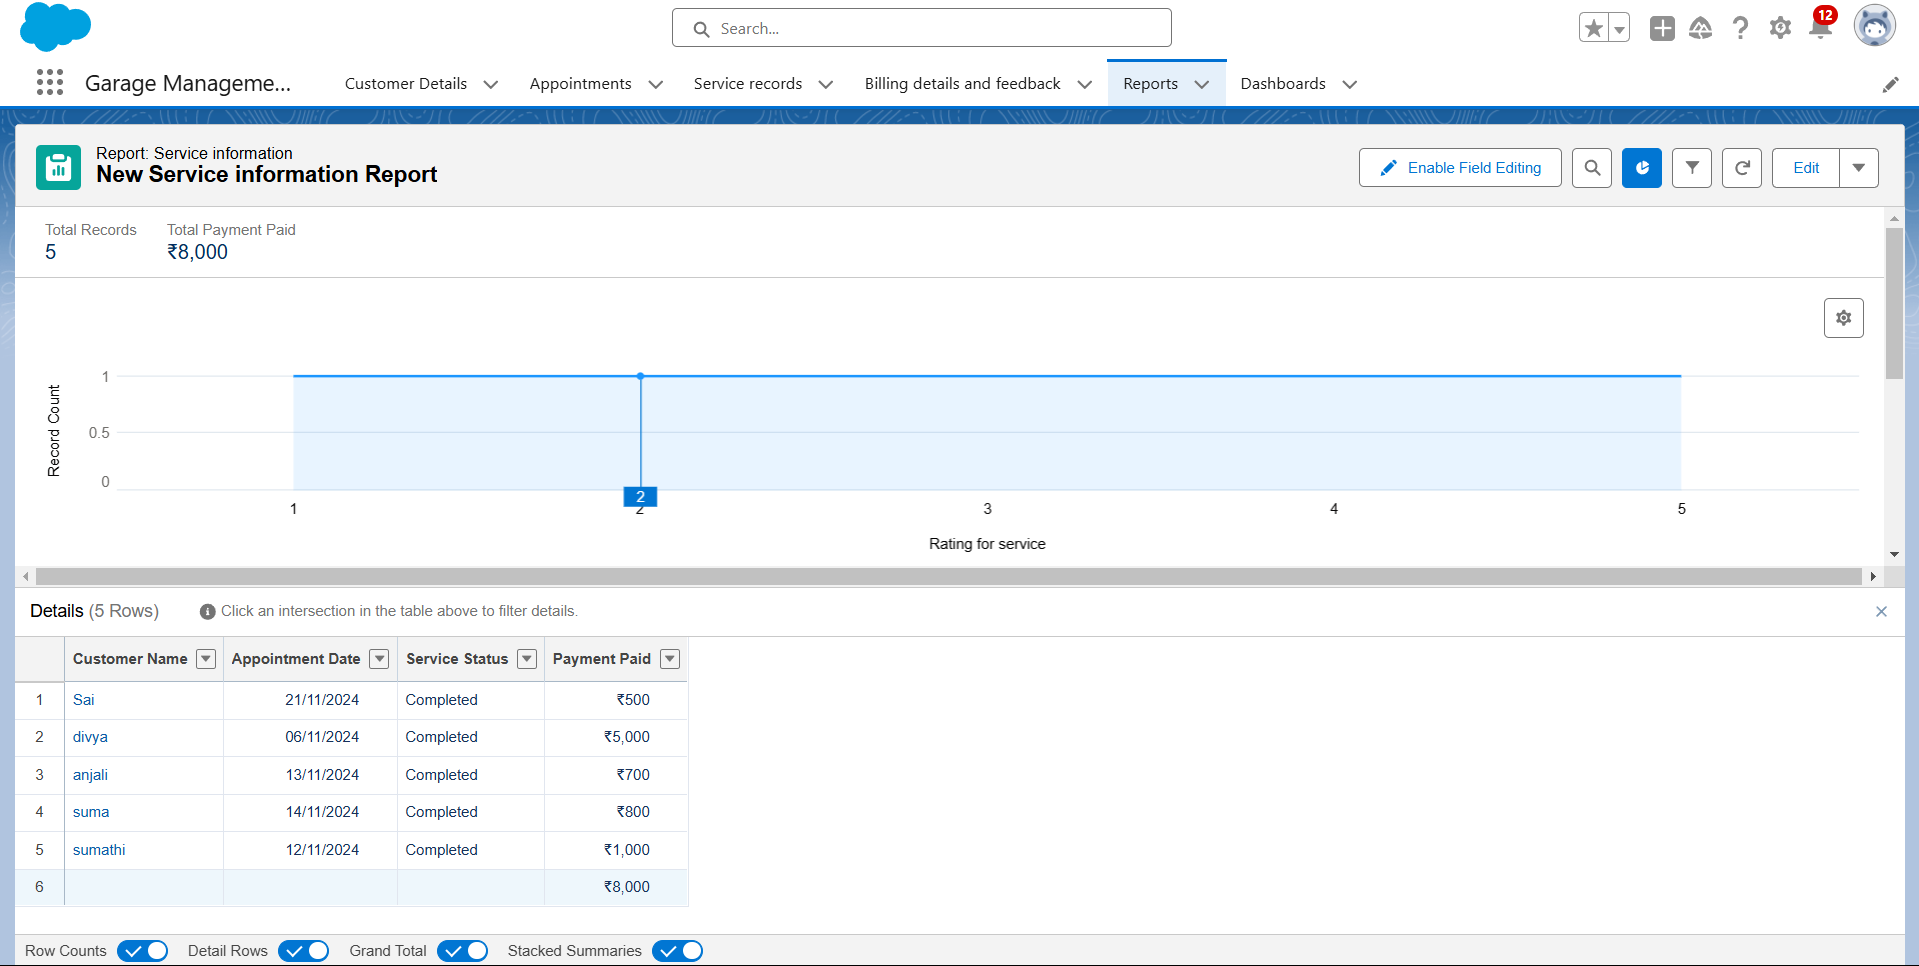 Search...
12
Garage Manageme...
Customer Details
Appointments
Service records
Billing details and feedback
Reports
Dashboards
Report: Service information
New Service information Report
Enable Field Editing
Edit
Total Records
5
Total Payment Paid
₹8,000
Record Count
1
0.5
0
2
1
2
3
4
5
Rating for service
Details (5 Rows)
Click an intersection in the table above to filter details.
Customer Name Appointment Date Service Status Payment Paid
1 Sai 21/11/2024 Completed ₹500
2 divya 06/11/2024 Completed ₹5,000
3 anjali 13/11/2024 Completed ₹700
4 suma 14/11/2024 Completed ₹800
5 sumathi 12/11/2024 Completed ₹1,000
6 ₹8,000
Row Counts Detail Rows Grand Total Stacked Summaries